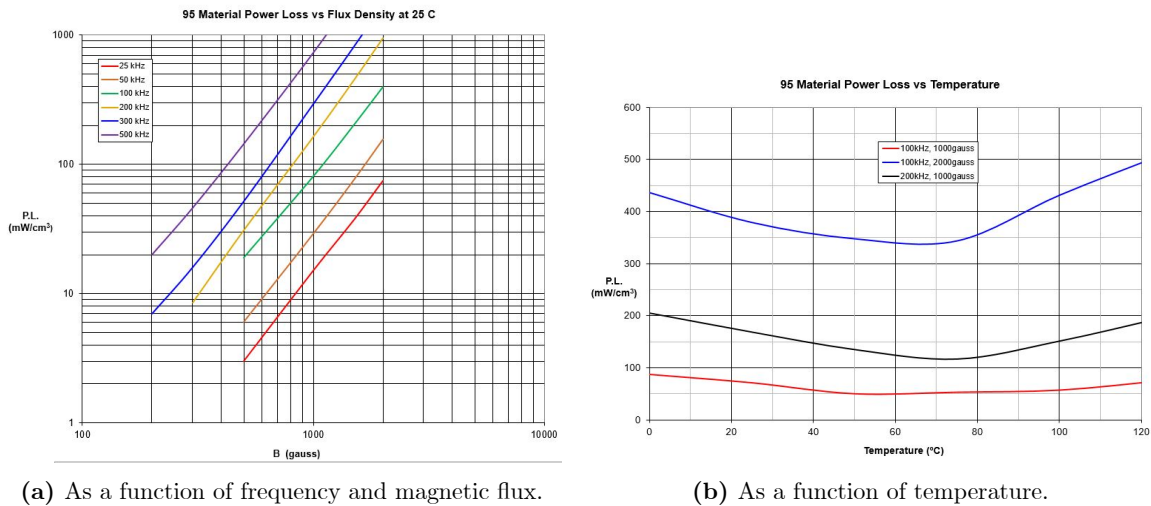 95 Material Power Loss vs Flux Density at 25 C
1000
100
10
1
P.L.
(mW/cm³)
25 kHz
50 kHz
100 kHz
200 kHz
300 kHz
500 kHz
100
1000
10000
B (gauss)
(a) As a function of frequency and magnetic flux.
95 Material Power Loss vs Temperature
600
500
400
300
200
100
0
P.L.
(mW/cm³)
100kHz, 1000gauss
100kHz, 2000gauss
200kHz, 1000gauss
0
20
40
60
80
100
120
Temperature (ºC)
(b) As a function of temperature.